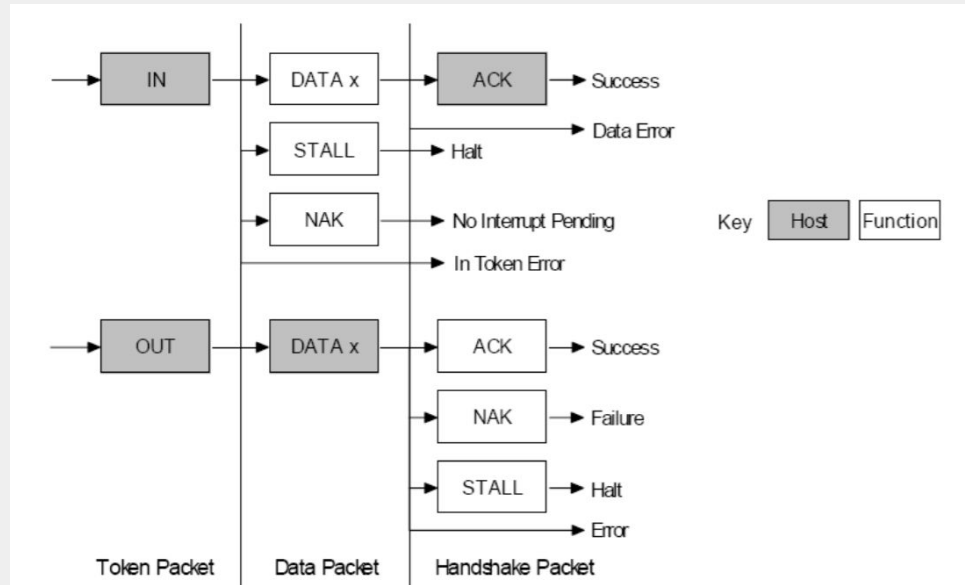 IN
DATA x
ACK
Success
Data Error
STALL
Halt
NAK
No Interrupt Pending
Key
Host
Function
In Token Error
OUT
DATA x
ACK
Success
NAK
Failure
STALL
Halt
Error
Token Packet
Data Packet
Handshake Packet